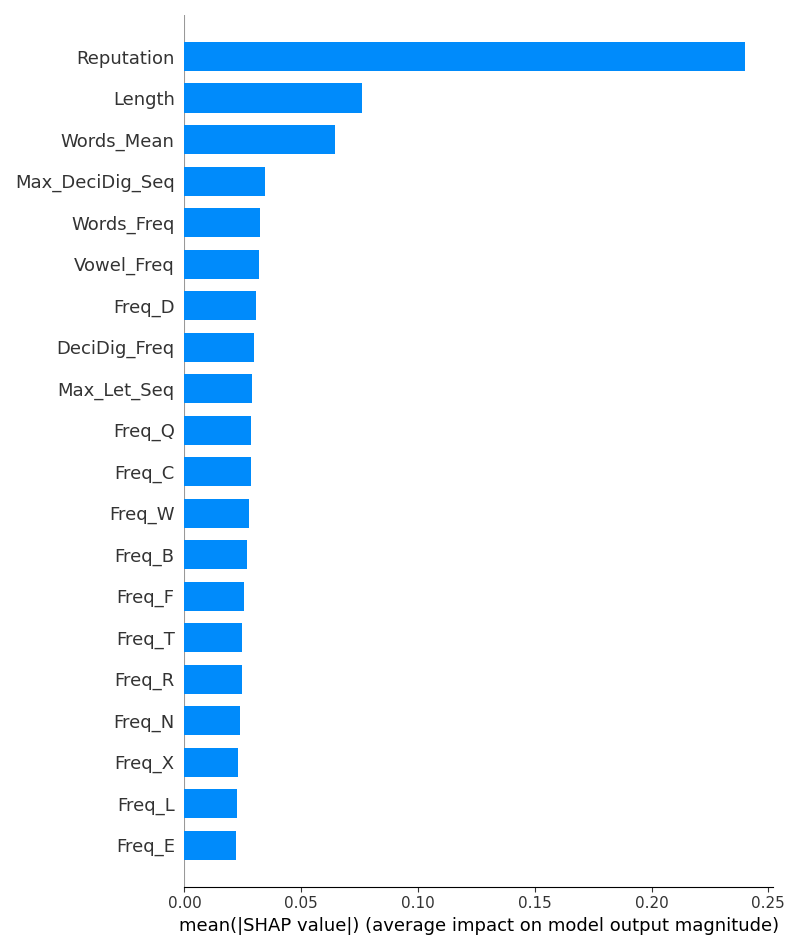 Reputation
Length
Words_Mean
Max_DeciDig_Seq
Words_Freq
Vowel_Freq
Freq_D
DeciDig_Freq
Max_Let_Seq
Freq_Q
Freq_C
Freq_W
Freq_B
Freq_F
Freq_T
Freq_R
Freq_N
Freq_X
Freq_L
Freq_E
0.00 0.05 0.10 0.15 0.20 0.25
mean(|SHAP value|) (average impact on model output magnitude)